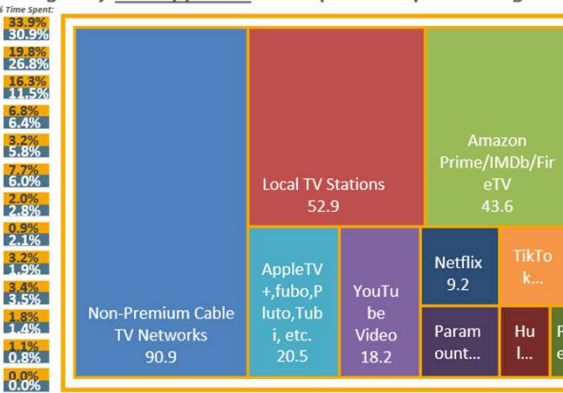 % Time Spent:
33.9%
30.9%
19.8%
26.8%
16.3%
11.5%
6.8%
6.4%
3.2%
5.8%
7.7%
6.0%
2.0%
2.8%
0.9%
2.1%
3.2%
1.9%
3.4%
3.5%
1.8%
1.4%
1.1%
0.8%
0.0%
0.0%
Non-Premium Cable
TV Networks
90.9
Local TV Stations
52.9
Amazon
Prime/IMDb/Fir
eTV
43.6
AppleTV
+,fubo,P
luto,Tub
i, etc.
20.5
YouTu
be
Video
18.2
Netflix
9.2
TikTo
k...
Param
ount...
Hu
l...